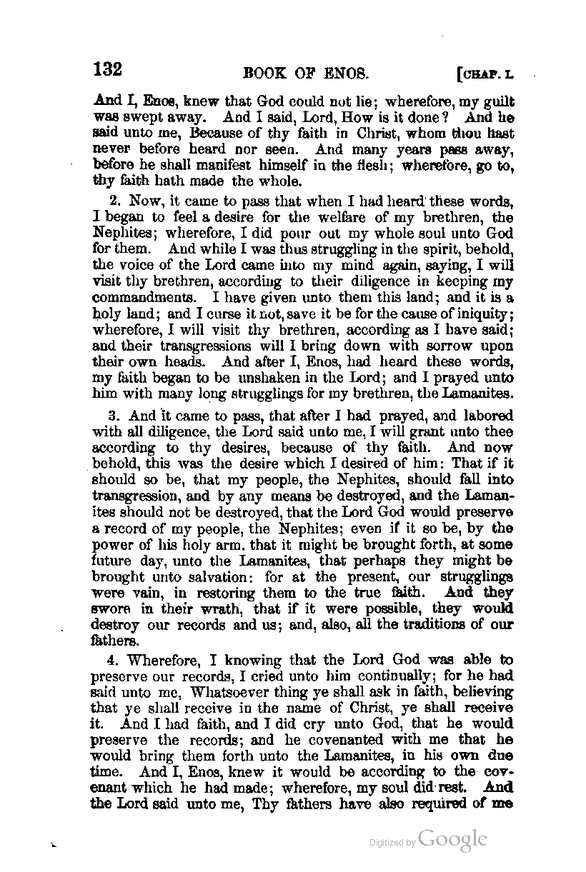 132 BOOK OF ENOS. [CHAP. I.
And I, Enos, knew that God could not lie; wherefore, my guilt
was swept away. And I said, Lord, How is it done? And he
said unto me, Because of thy faith in Christ, whom thou hast
never before heard nor seen. And many years pass away,
before he shall manifest himself in the flesh; wherefore, go to,
thy faith hath made the whole.
2. Now, it came to pass that when I had heard these words,
I began to feel a desire for the welfare of my brethren, the
Nephites; wherefore, I did pour out my whole soul unto God
for them. And while I was thus struggling in the spirit, behold,
the voice of the Lord came into my mind again, saying, I will
visit thy brethren, according to their diligence in keeping my
commandments. I have given unto them this land; and it is a
holy land; and I curse it not, save it be for the cause of iniquity;
wherefore, I will visit thy brethren, according as I have said;
and their transgressions will I bring down with sorrow upon
their own heads. And after I, Enos, had heard these words,
my faith began to be unshaken in the Lord; and I prayed unto
him with many long strugglings for my brethren, the Lamanites.
3. And it came to pass, that after I had prayed, and labored
with all diligence, the Lord said unto me, I will grant unto thee
according to thy desires, because of thy faith. And now
behold, this was the desire which I desired of him: That if it
should so be, that my people, the Nephites, should fall into
transgression, and by any means be destroyed, and the Laman-
ites should not be destroyed, that the Lord God would preserve
a record of my people, the Nephites; even if it so be, by the
power of his holy arm. that it might be brought forth, at some
future day, unto the Lamanites, that perhaps they might be
brought unto salvation: for at the present, our strugglings
were vain, in restoring them to the true faith. And they
swore in their wrath, that if it were possible, they would
destroy our records and us; and, also, all the traditions of our
fathers.
4. Wherefore, I knowing that the Lord God was able to
preserve our records, I cried unto him continually; for he had
said unto me, Whatsoever thing ye shall ask in faith, believing
that ye shall receive in the name of Christ, ye shall receive
it. And I had faith, and I did cry unto God, that he would
preserve the records; and he covenanted with me that he
would bring them forth unto the Lamanites, in his own due
time. And I, Enos, knew it would be according to the cov-
enant which he had made; wherefore, my soul did rest. And
the Lord said unto me, Thy fathers have also required of me
Digitized by Google